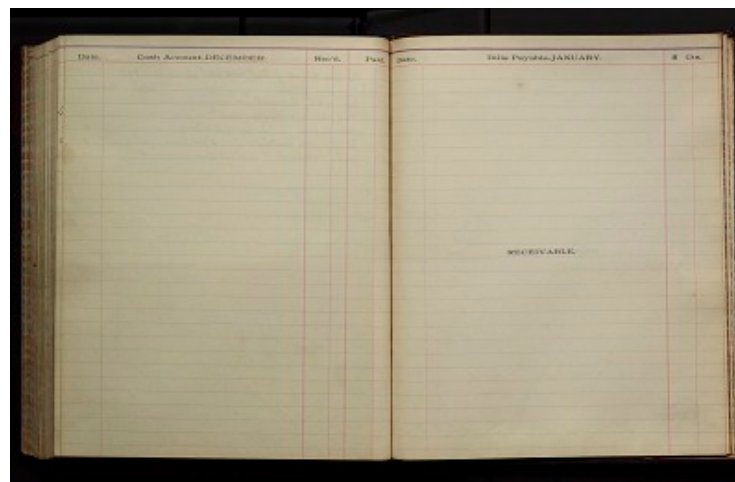 Date. Cash Account. DECEMBER. Rec'd. Paid.
Date. Bills Payable. JANUARY. $ Cts.
RECEIVABLE.